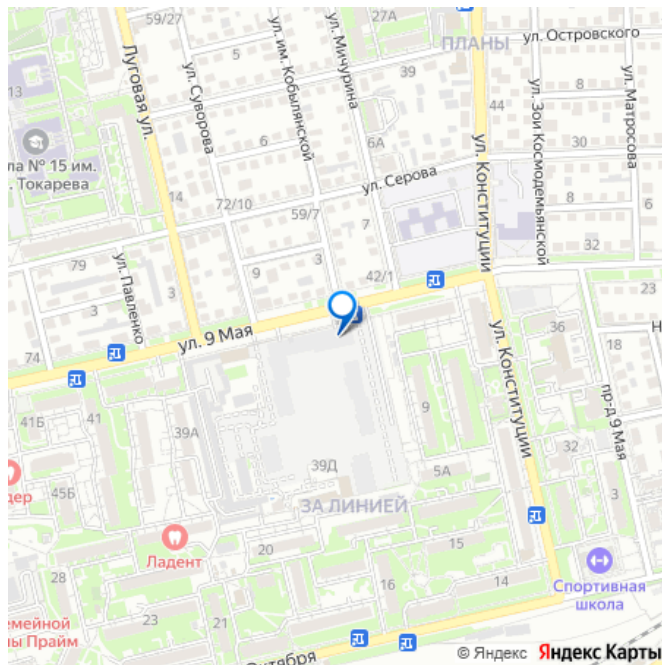 59/27
27А
ул. Островского
ПЛАНЫ
Луговая ул.
ул. Суворова
ул. им. Кобылянской
ул. Мичурина
ул. Конституции
ул. Зои Космодемьянской
ул. Матросова
5
39
13
44
8
6
6А
30
ла № 15 им.
. Токарева
ул. Серова
14
72/10
59/7
7
8
32
79
ул. Павленко
9
3
42/1
23
3
3
ул. 9 Мая
74
ул. Конституции
36
18
Н
пр-д 9 Мая
41Б
41
39А
9
32
дер
45Б
39Д
5А
3
ЗА ЛИНИЕЙ
Ладент
20
15
28
16
14
Спортивная
школа
23
21
емейной
ы Прайм
Октября
© Яндекс Яндекс Карты